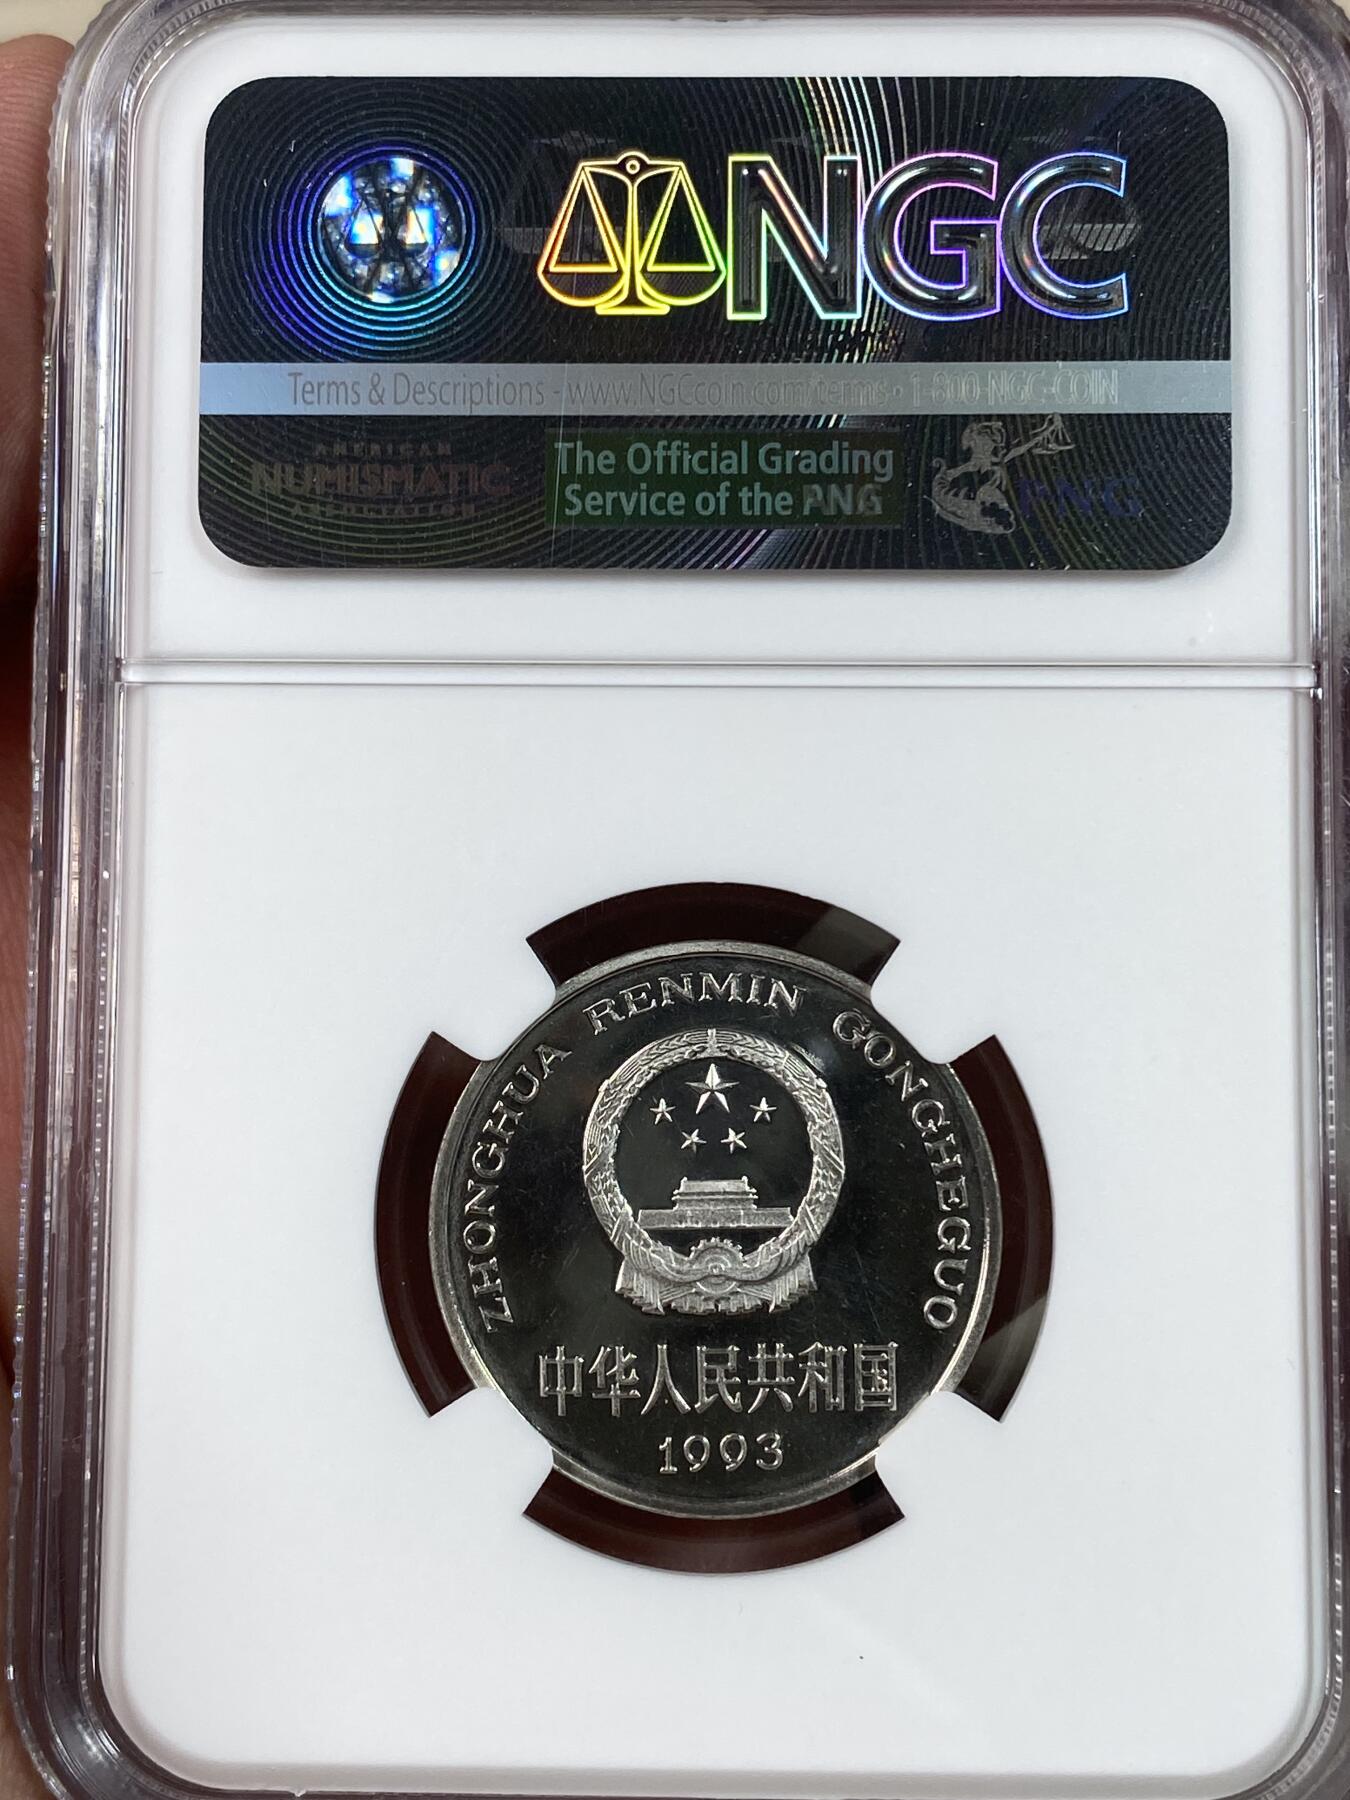 NGC
Terms & Descriptions - www.NGCcoin.com/terms • 1-800-NGC-COIN
AMERICAN
NUMISMATIC
ASSOCIATION
The Official Grading
Service of the PNG
PNG
ZHONGHUA RENMIN GONGHEGUO
中华人民共和国
1993